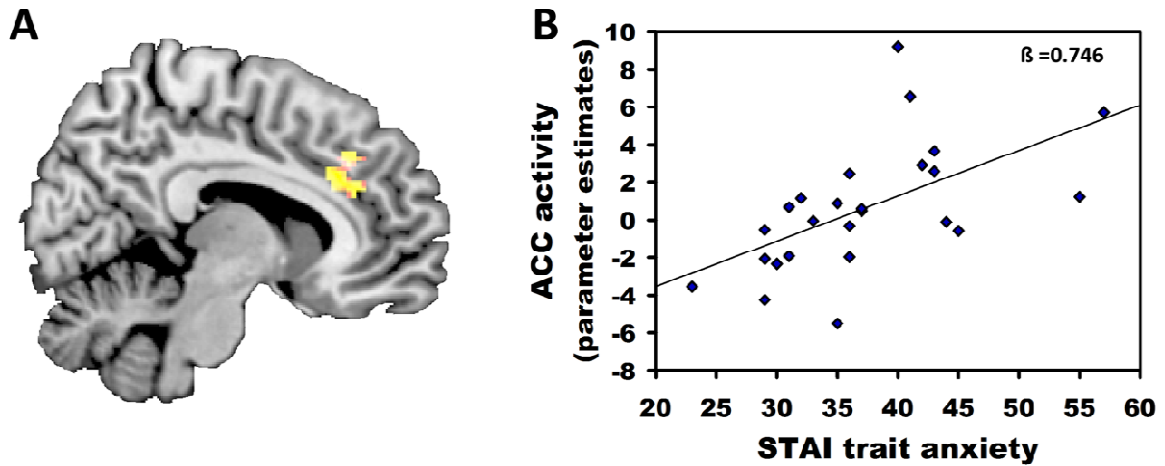 A
B
ß =0.746
ACC activity
(parameter estimates)
10
8
6
4
2
0
-2
-4
-6
-8
20 25 30 35 40 45 50 55 60
STAI trait anxiety